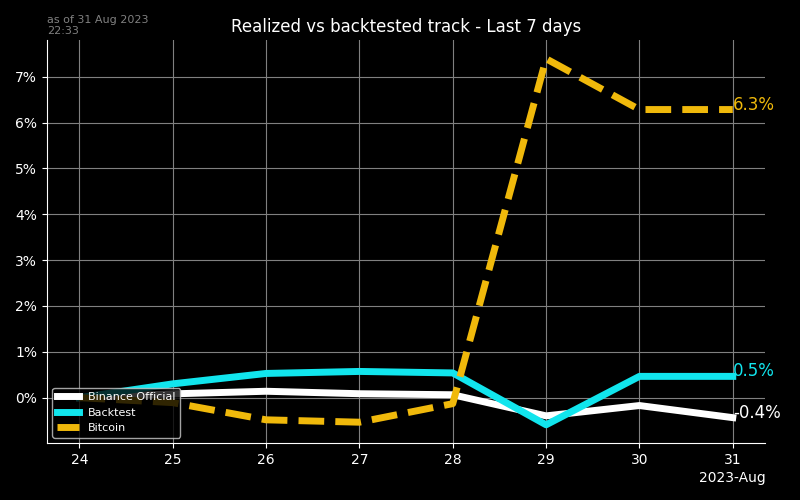 as of 31 Aug 2023
22:33
Realized vs backtested track - Last 7 days
7%
6%
5%
4%
3%
2%
1%
0%
6.3%
0.5%
-0.4%
Binance Official
Backtest
Bitcoin
24 25 26 27 28 29 30 31
2023-Aug